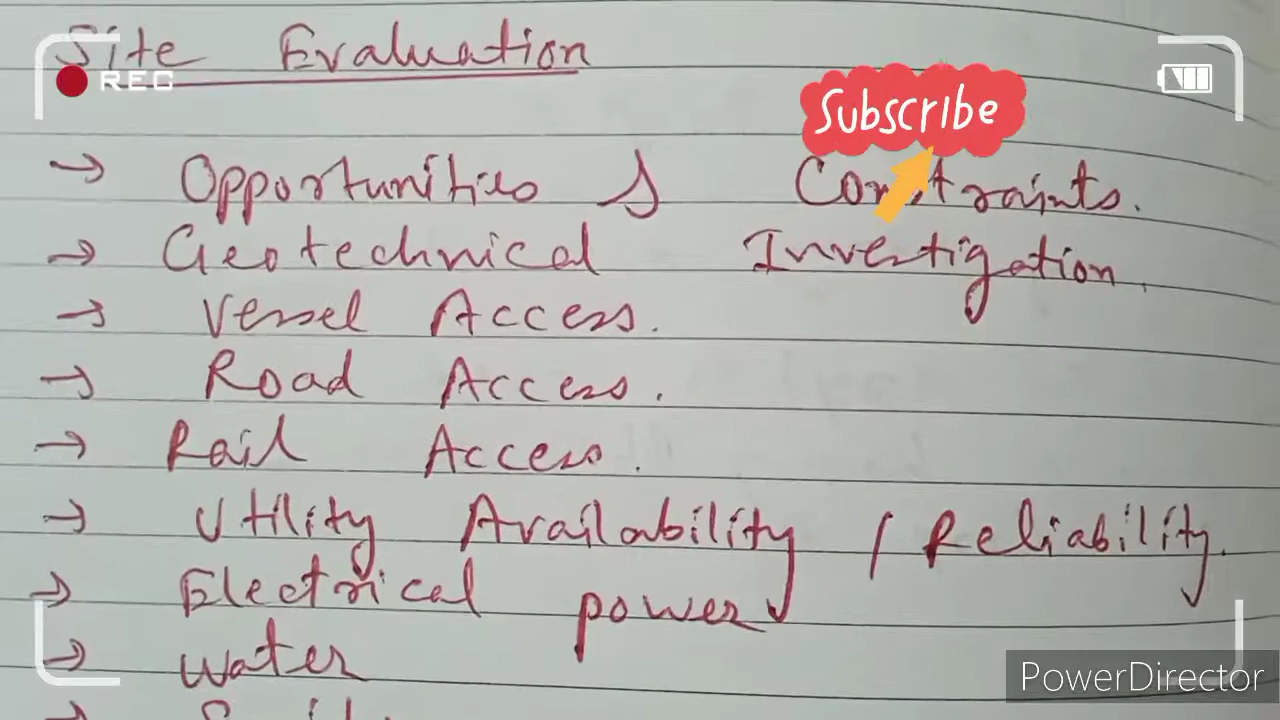 Site Evaluation
REC
Subscribe
→ Opportunities & Constraints.
→ Geotechnical Investigation.
→ Vessel Access.
→ Road Access.
→ Rail Access.
→ Utility Availability / Reliability.
→ Electrical power
→ Water
PowerDirector